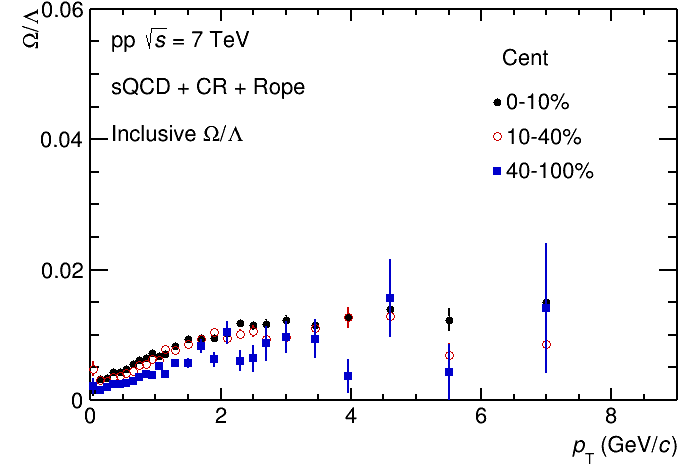 0.06
Ω/Λ
pp √s = 7 TeV
Cent
sQCD + CR + Rope
0-10%
Inclusive Ω/Λ
10-40%
0.04
40-100%
0.02
0
0 2 4 6 8
p_T (GeV/c)